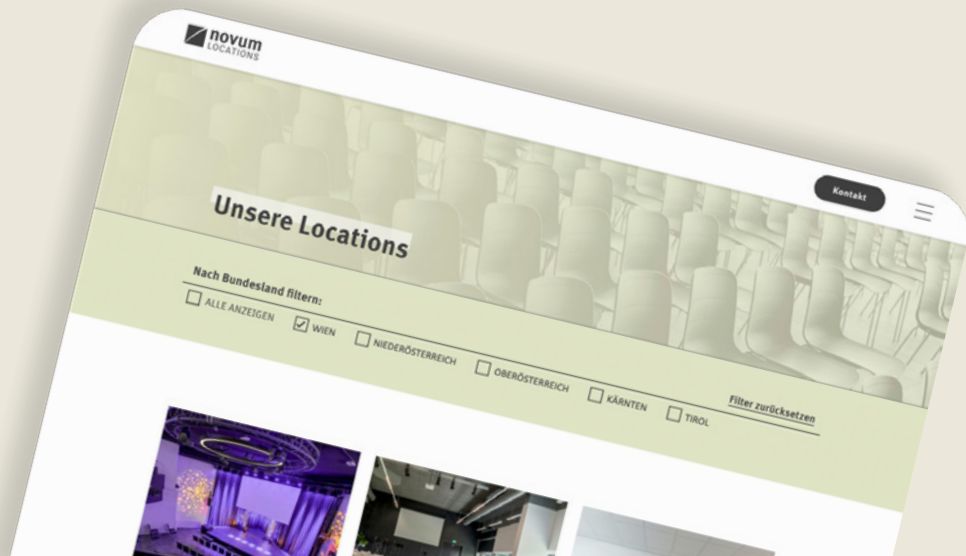 novum
LOCATIONS
Kontakt
Unsere Locations
Nach Bundesland filtern:
ALLE ANZEIGEN WIEN NIEDERÖSTERREICH OBERÖSTERREICH KÄRNTEN TIROL
Filter zurücksetzen